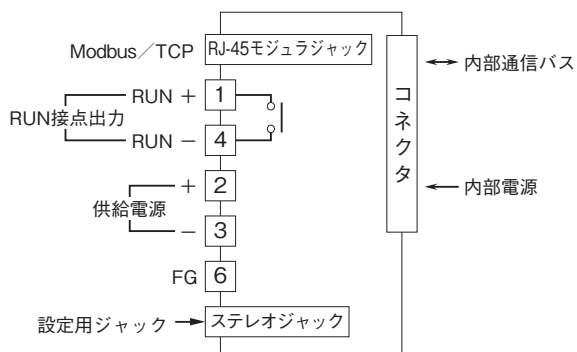 Modbus／TCP RJ-45モジュラジャック
内部通信バス
RUN + 1
RUN接点出力
RUN − 4
コネクタ
+ 2
供給電源
内部電源
− 3
FG 6
設定用ジャック ステレオジャック